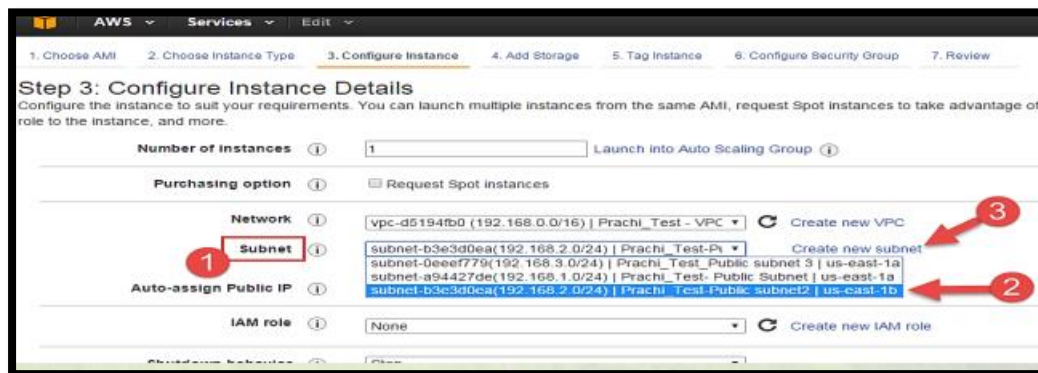 AWS Services Edit
1. Choose AMI 2. Choose Instance Type 3. Configure Instance 4. Add Storage 5. Tag Instance 6. Configure Security Group 7. Review
Step 3: Configure Instance Details
Configure the instance to suit your requirements. You can launch multiple instances from the same AMI, request Spot instances to take advantage of
role to the instance, and more.
Number of instances 1 Launch into Auto Scaling Group
Purchasing option Request Spot instances
Network vpc-d5194fb0 (192.168.0.0/16) | Prachi_Test - VPC Create new VPC
3
Subnet subnet-b3e3d0ea(192.168.2.0/24) | Prachi_Test-Pu Create new subnet
1
subnet-0eeef779(192.168.3.0/24) | Prachi_Test_Public subnet 3 | us-east-1a
subnet-a94427de(192.168.1.0/24) | Prachi_Test- Public Subnet | us-east-1a
Auto-assign Public IP subnet-b3e3d0ea(192.168.2.0/24) | Prachi_Test-Public subnet2 | us-east-1b
2
IAM role None Create new IAM role
Shutdown behavior Stop